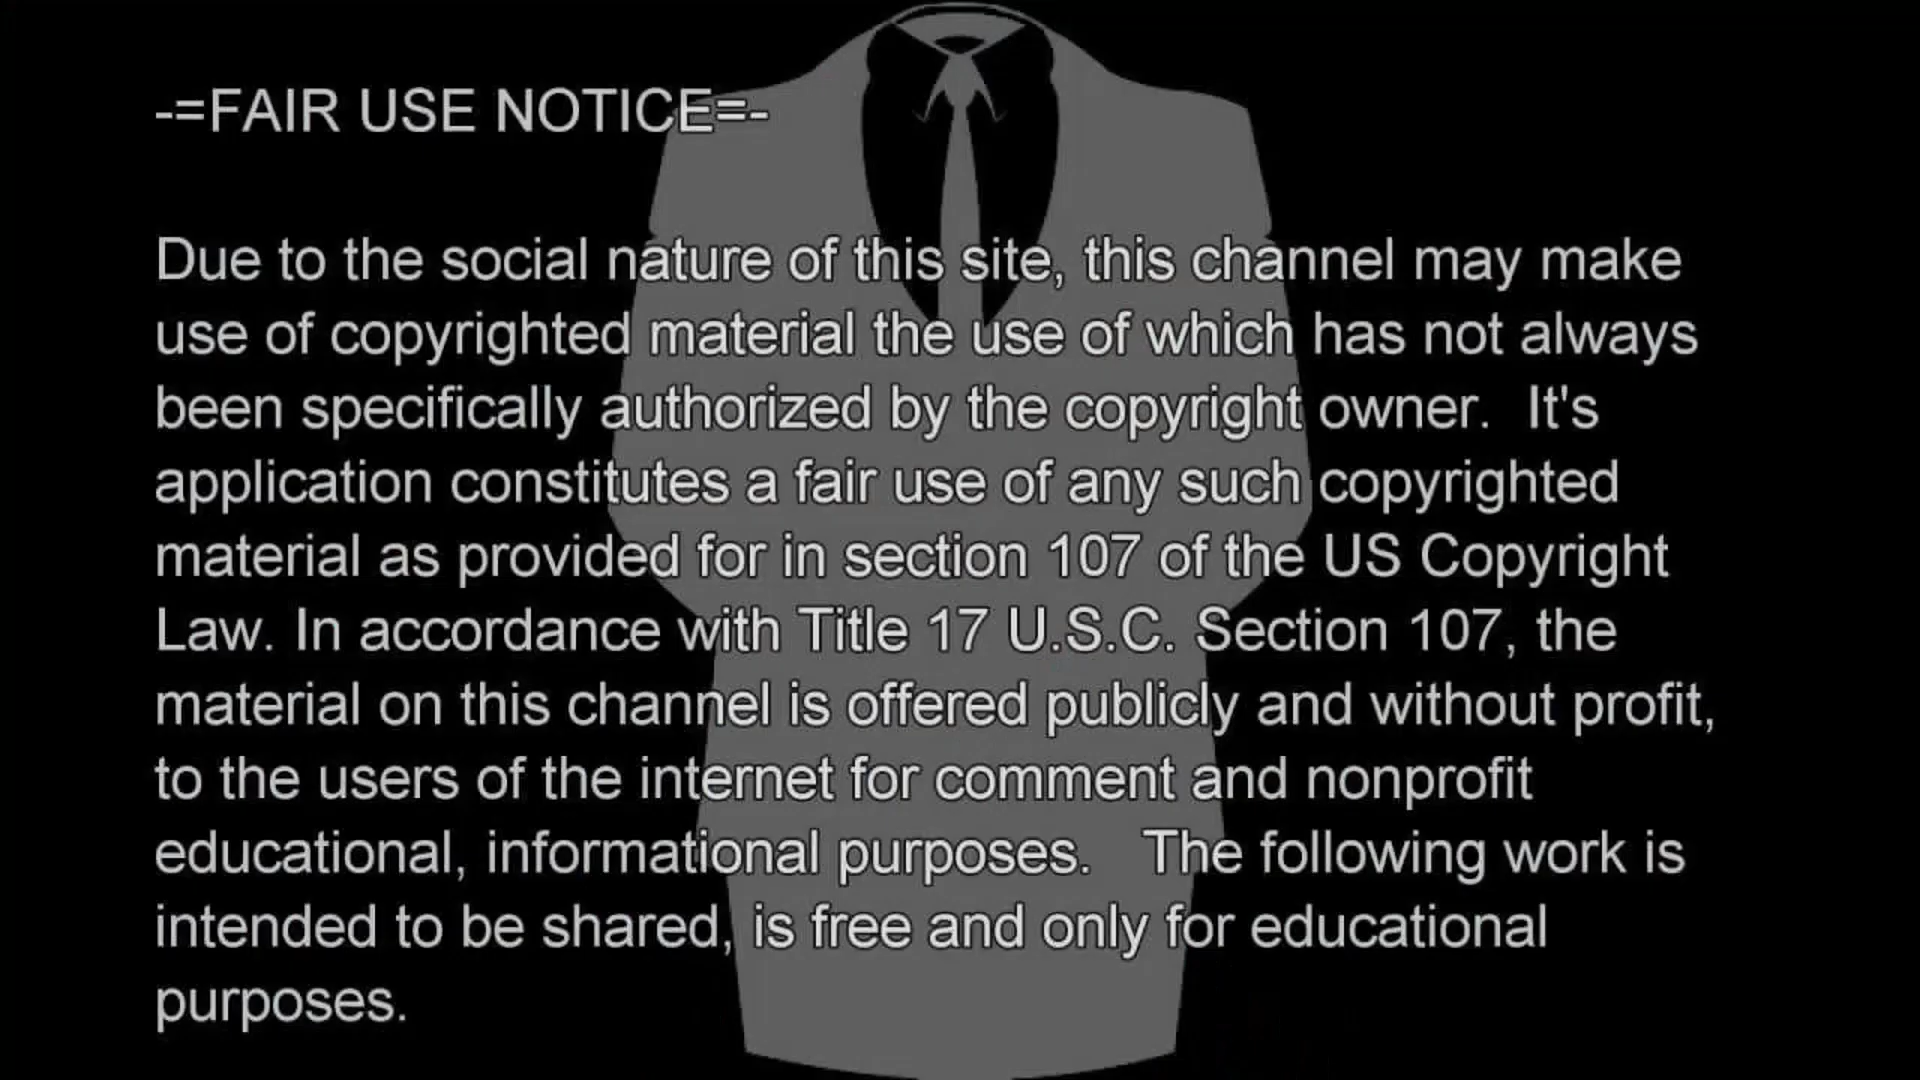 -=FAIR USE NOTICE=-
Due to the social nature of this site, this channel may make
use of copyrighted material the use of which has not always
been specifically authorized by the copyright owner.  It's
application constitutes a fair use of any such copyrighted
material as provided for in section 107 of the US Copyright
Law. In accordance with Title 17 U.S.C. Section 107, the
material on this channel is offered publicly and without profit,
to the users of the internet for comment and nonprofit
educational, informational purposes.   The following work is
intended to be shared, is free and only for educational
purposes.